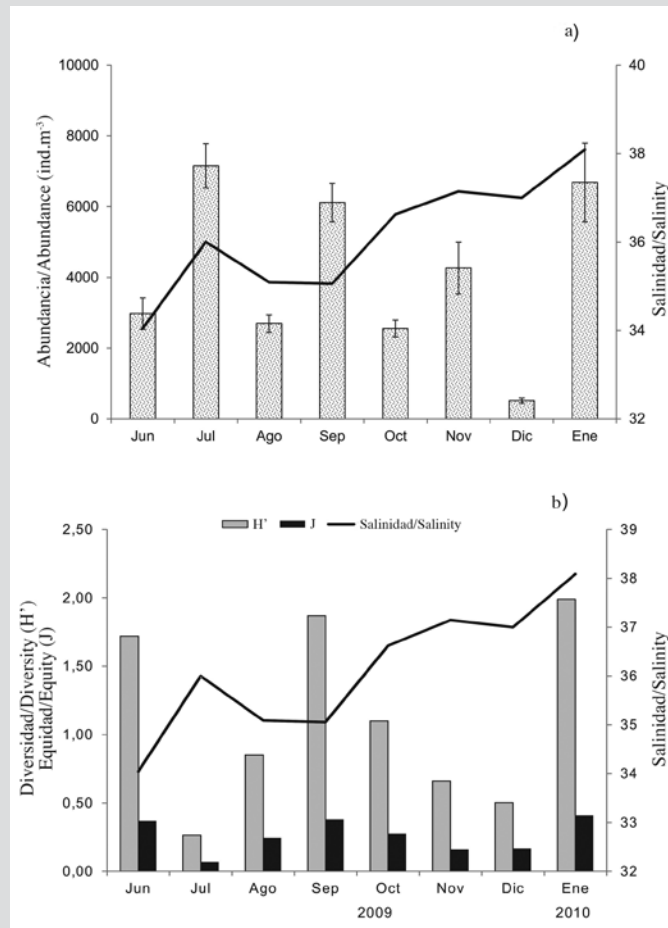 a)
10000
8000
6000
4000
2000
0
Abundancia/Abundance (ind.m⁻³)
40
38
36
34
32
Salinidad/Salinity
Jun Jul Ago Sep Oct Nov Dic Ene
b)
H' J Salinidad/Salinity
2,50
2,00
1,50
1,00
0,50
0,00
Diversidad/Diversity (H')
Equidad/Equity (J)
39
38
37
36
35
34
33
32
Salinidad/Salinity
Jun Jul Ago Sep Oct Nov Dic Ene
2009 2010